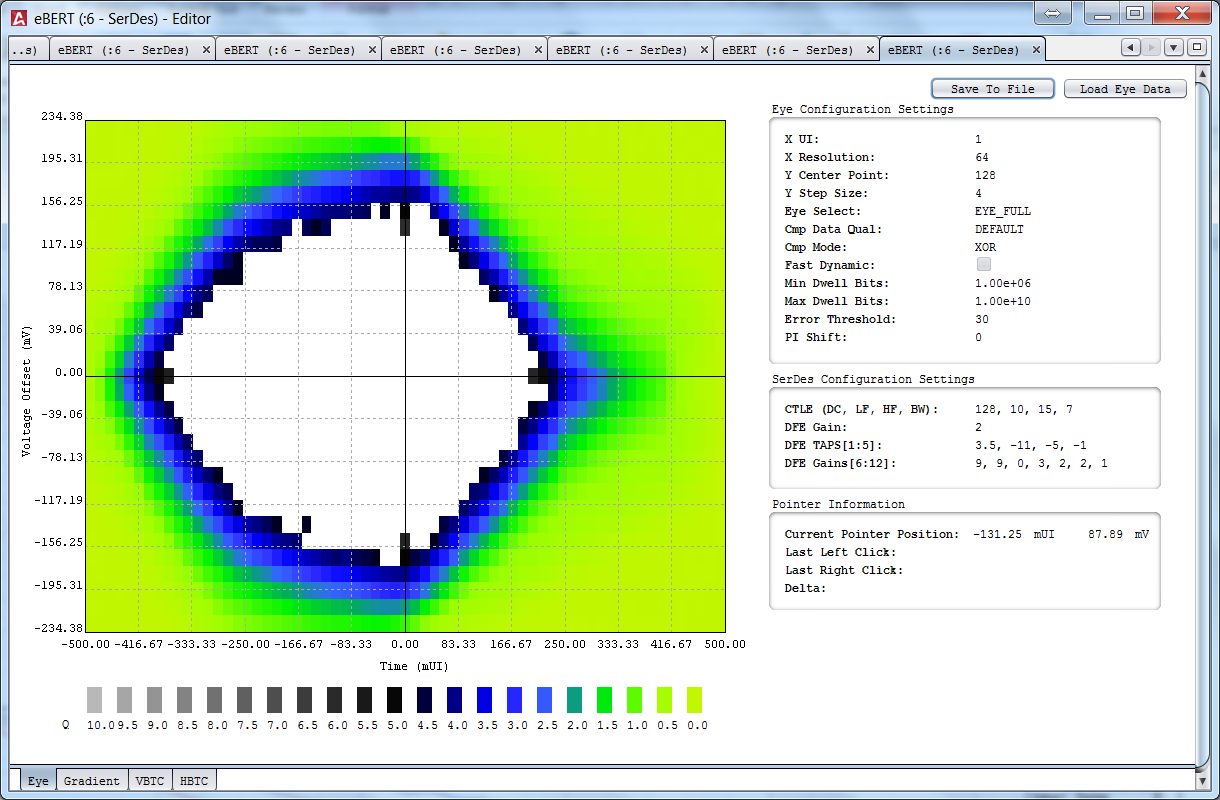 eBERT (:6 - SerDes) - Editor
..s) eBERT (:6 - SerDes) × eBERT (:6 - SerDes) × eBERT (:6 - SerDes) × eBERT (:6 - SerDes) × eBERT (:6 - SerDes) × eBERT (:6 - SerDes) ×
Save To File Load Eye Data
Eye Configuration Settings
X UI: 1
X Resolution: 64
Y Center Point: 128
Y Step Size: 4
Eye Select: EYE_FULL
Cmp Data Qual: DEFAULT
Cmp Mode: XOR
Fast Dynamic:
Min Dwell Bits: 1.00e+06
Max Dwell Bits: 1.00e+10
Error Threshold: 30
PI Shift: 0
SerDes Configuration Settings
CTLE (DC, LF, HF, BW): 128, 10, 15, 7
DFE Gain: 2
DFE TAPS[1:5]: 3.5, -11, -5, -1
DFE Gains[6:12]: 9, 9, 0, 3, 2, 2, 1
Pointer Information
Current Pointer Position: -131.25 mUI 87.89 mV
Last Left Click:
Last Right Click:
Delta:
Voltage Offset (mV)
234.38
195.31
156.25
117.19
78.13
39.06
0.00
-39.06
-78.13
-117.19
-156.25
-195.31
-234.38
-500.00 -416.67 -333.33 -250.00 -166.67 -83.33 0.00 83.33 166.67 250.00 333.33 416.67 500.00
Time (mUI)
Q 10.0 9.5 9.0 8.5 8.0 7.5 7.0 6.5 6.0 5.5 5.0 4.5 4.0 3.5 3.0 2.5 2.0 1.5 1.0 0.5 0.0
Eye Gradient VBTC HBTC